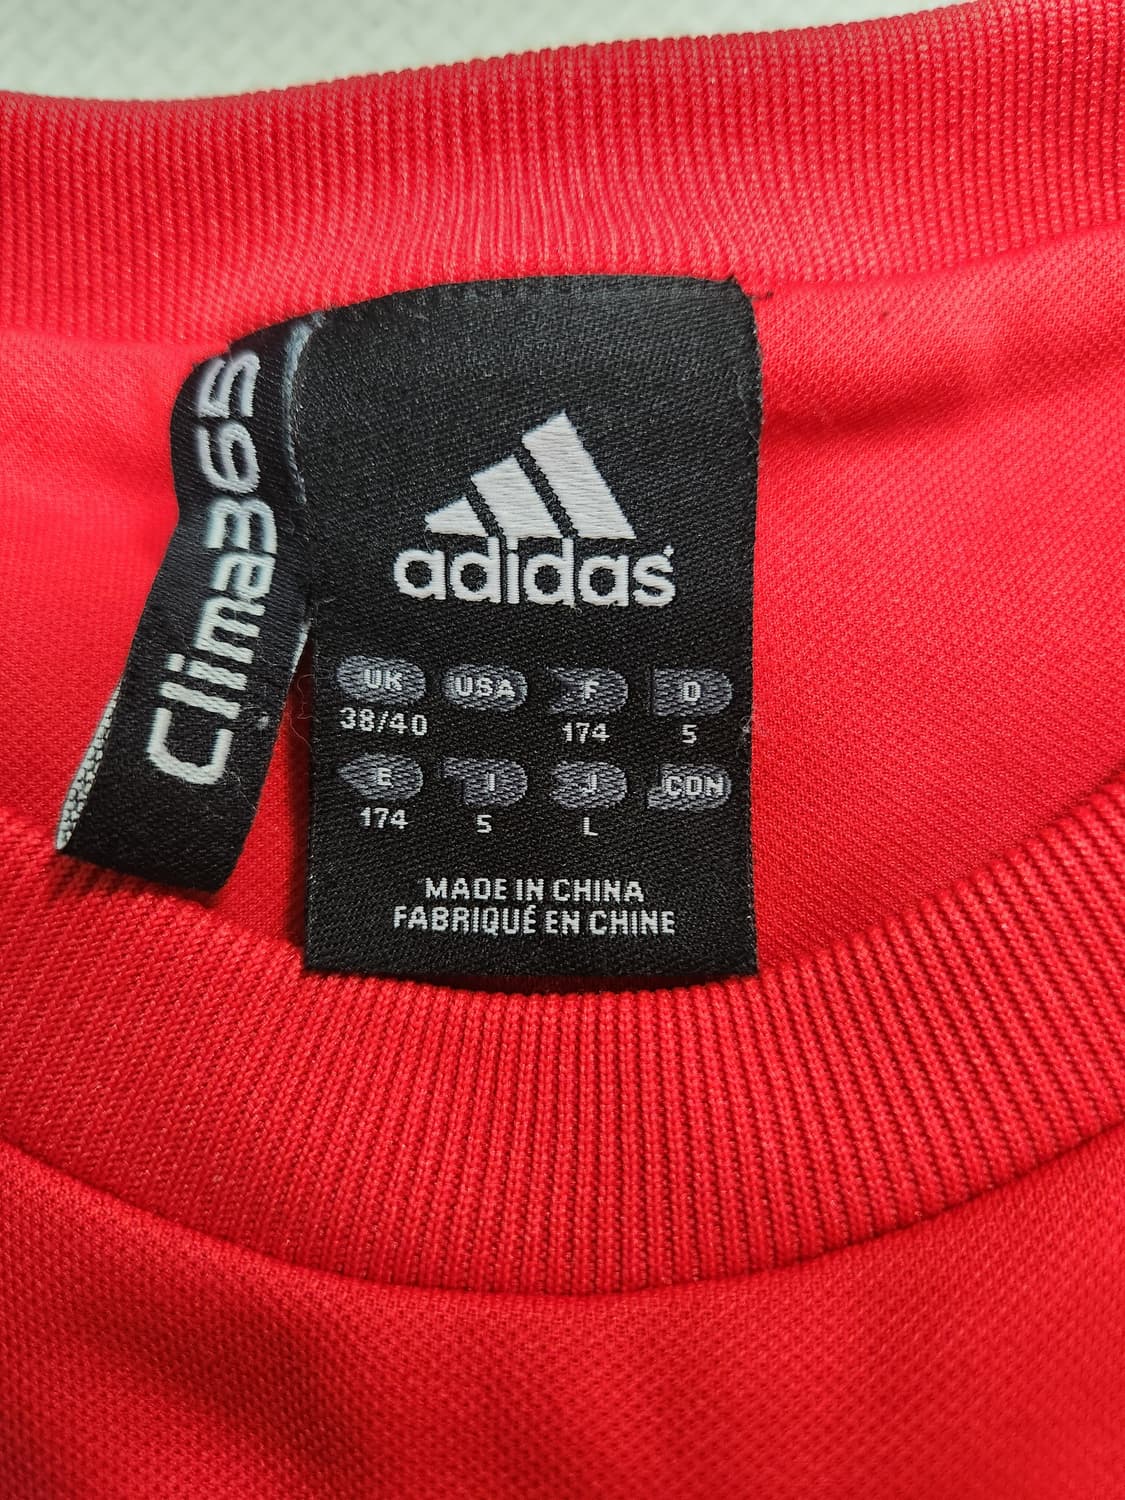 Clima365
adidas
UK USA F D
38/40 174 5
E I J CDN
174 5 L
MADE IN CHINA
FABRIQUÉ EN CHINE